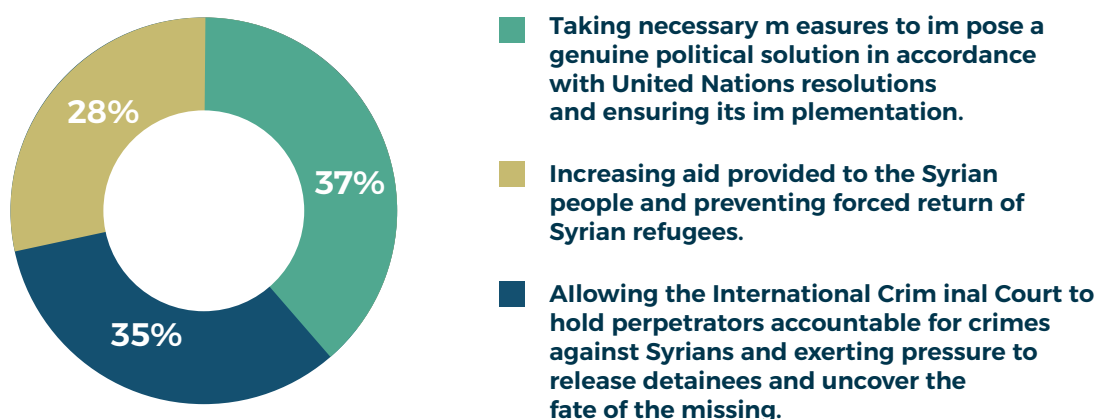 28%
37%
35%
Taking necessary m easures to im pose a
genuine political solution in accordance
with United Nations resolutions
and ensuring its im plementation.
Increasing aid provided to the Syrian
people and preventing forced return of
Syrian refugees.
Allowing the International Crim inal Court to
hold perpetrators accountable for crimes
against Syrians and exerting pressure to
release detainees and uncover the
fate of the missing.